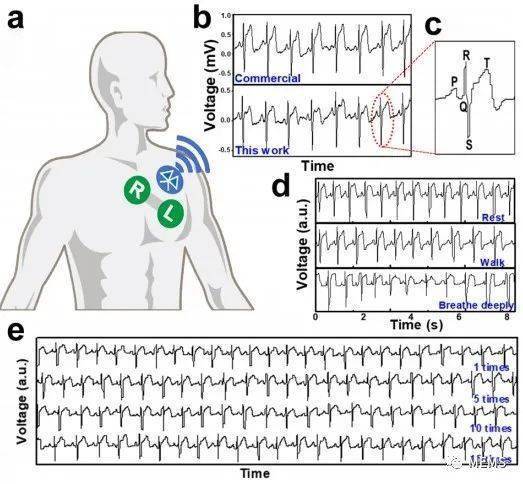 a
R
L
b
Voltage (mV)
1.0
0.5
0.0
-0.5
Commercial
0.5
0.0
-0.5
This work
Time
c
P
R
Q
S
T
d
Voltage (a.u.)
Rest
Walk
Breathe deeply
0
2
4
6
8
Time (s)
e
Voltage (a.u.)
1 times
5 times
10 times
15 times
Time
MEMS